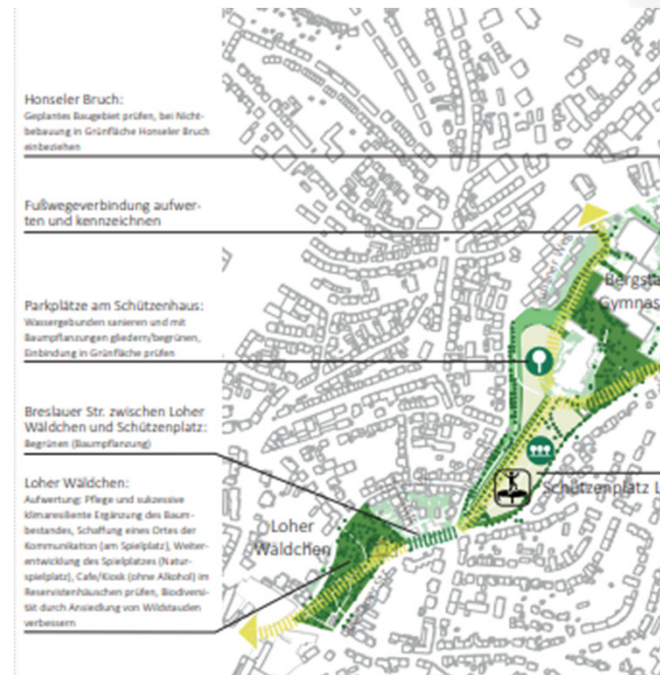 Honseler Bruch:
Geplantes Baugebiet prüfen, bei Nicht-
bebauung in Grünfläche Honseler Bruch
einbeziehen
Fußwegeverbindung aufwer-
ten und kennzeichnen
Parkplätze am Schützenhaus:
Wassergebunden sanieren und mit
Baumpflanzungen gliedern/begrünen,
Einbindung in Grünfläche prüfen
Breslauer Str. zwischen Loher
Wäldchen und Schützenplatz:
Begrünen (Baumpflanzung)
Loher Wäldchen:
Aufwertung: Pflege und sukzessive
klimaresiliente Ergänzung des Baum-
bestandes, Schaffung eines Ortes der
Kommunikation (am Spielplatz), Weiter-
entwicklung des Spielplatzes (Natur-
spielplatz), Cafe/Kiosk (ohne Alkohol) im
Reservistenhäuschen prüfen, Biodiversi-
tät durch Ansiedlung von Wildstauden
verbessern
Bergsta
Gymnas
Schützenplatz L
Loher
Wäldchen